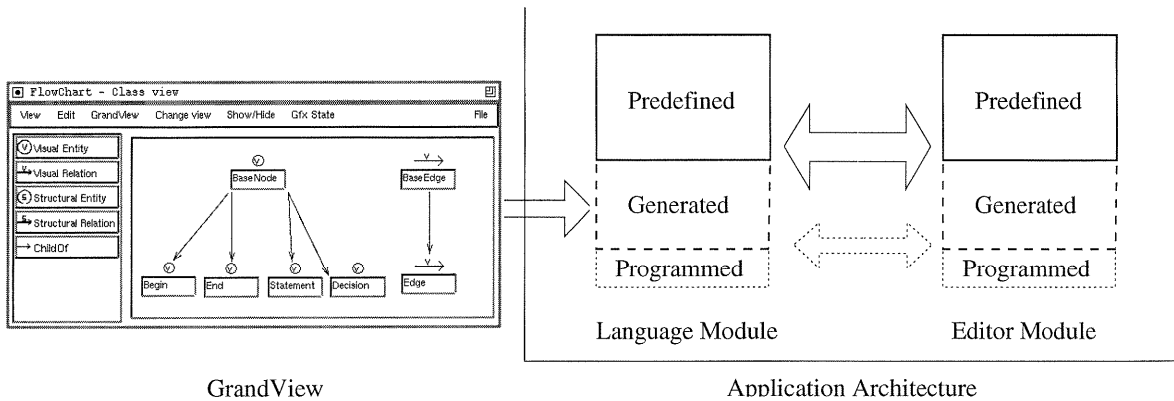 FlowChart - Class view
View Edit GrandView Change view Show/Hide Gfx State File
V Visual Entity
V Visual Relation
S Structural Entity
S Structural Relation
ChildOf
V
BaseNode
V
BaseEdge
V
Begin
V
End
V
Statement
V
Decision
V
Edge
Predefined
Generated
Programmed
Language Module
Predefined
Generated
Programmed
Editor Module
GrandView
Application Architecture